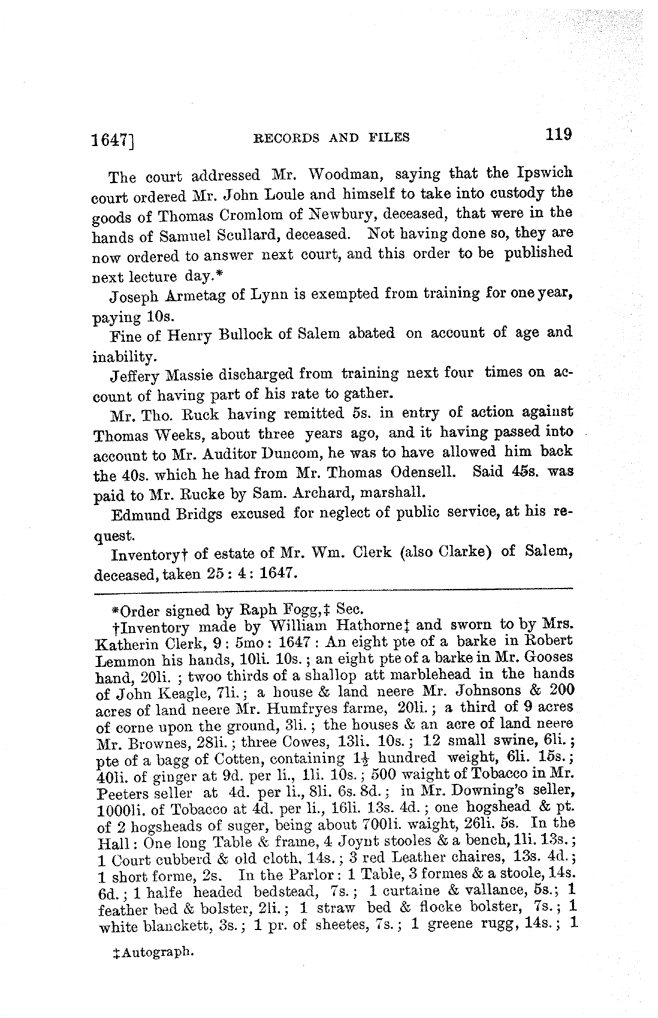 1647] RECORDS AND FILES 119
The court addressed Mr. Woodman, saying that the Ipswich
court ordered Mr. John Loule and himself to take into custody the
goods of Thomas Cromlom of Newbury, deceased, that were in the
hands of Samuel Scullard, deceased. Not having done so, they are
now ordered to answer next court, and this order to be published
next lecture day.*
Joseph Armetag of Lynn is exempted from training for one year,
paying 10s.
Fine of Henry Bullock of Salem abated on account of age and
inability.
Jeffery Massie discharged from training next four times on ac-
count of having part of his rate to gather.
Mr. Tho. Ruck having remitted 5s. in entry of action against
Thomas Weeks, about three years ago, and it having passed into
account to Mr. Auditor Duncom, he was to have allowed him back
the 40s. which he had from Mr. Thomas Odensell. Said 45s. was
paid to Mr. Rucke by Sam. Archard, marshall.
Edmund Bridgs excused for neglect of public service, at his re-
quest.
Inventory† of estate of Mr. Wm. Clerk (also Clarke) of Salem,
deceased, taken 25 : 4 : 1647.
*Order signed by Raph Fogg,‡ Sec.
†Inventory made by William Hathorne‡ and sworn to by Mrs.
Katherin Clerk, 9 : 5mo : 1647 : An eight pte of a barke in Robert
Lemmon his hands, 10li. 10s. ; an eight pte of a barke in Mr. Gooses
hand, 20li. ; twoo thirds of a shallop att marblehead in the hands
of John Keagle, 7li. ; a house & land neere Mr. Johnsons & 200
acres of land neere Mr. Humfryes farme, 20li. ; a third of 9 acres
of corne upon the ground, 3li. ; the houses & an acre of land neere
Mr. Brownes, 28li. ; three Cowes, 13li. 10s. ; 12 small swine, 6li. ;
pte of a bagg of Cotten, containing 1½ hundred weight, 6li. 15s. ;
40li. of ginger at 9d. per li., 1li. 10s. ; 500 waight of Tobacco in Mr.
Peeters seller at 4d. per li., 8li. 6s. 8d. ; in Mr. Downing's seller,
1000li. of Tobacco at 4d. per li., 16li. 13s. 4d. ; one hogshead & pt.
of 2 hogsheads of suger, being about 700li. waight, 26li. 5s. In the
Hall : One long Table & frame, 4 Joynt stooles & a bench, 1li. 13s. ;
1 Court cubberd & old cloth, 14s. ; 3 red Leather chaires, 13s. 4d. ;
1 short forme, 2s. In the Parlor : 1 Table, 3 formes & a stoole, 14s.
6d. ; 1 halfe headed bedstead, 7s. ; 1 curtaine & vallance, 5s. ; 1
feather bed & bolster, 2li. ; 1 straw bed & flocke bolster, 7s. ; 1
white blanckett, 3s. ; 1 pr. of sheetes, 7s. ; 1 greene rugg, 14s. ; 1
‡Autograph.